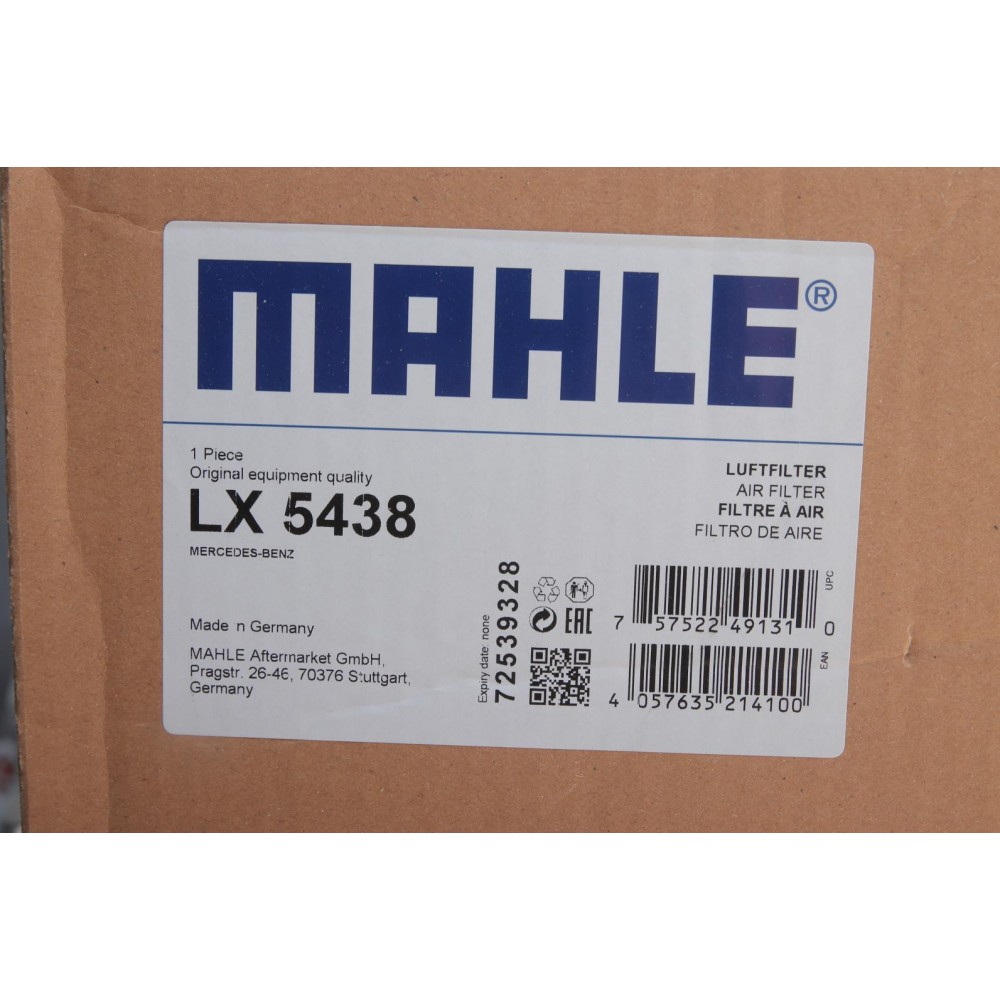 MAHLE®
1 Piece
Original equipment quality
LX 5438
MERCEDES-BENZ
LUFTFILTER
AIR FILTER
FILTRE À AIR
FILTRO DE AIRE
Made n Germany
MAHLE Aftermarket GmbH,
Pragstr. 26-46, 70376 Stuttgart,
Germany
Expiry date: none
72539328
EAC
UPC
7 57522 49131 0
EAN
4 057635 214100